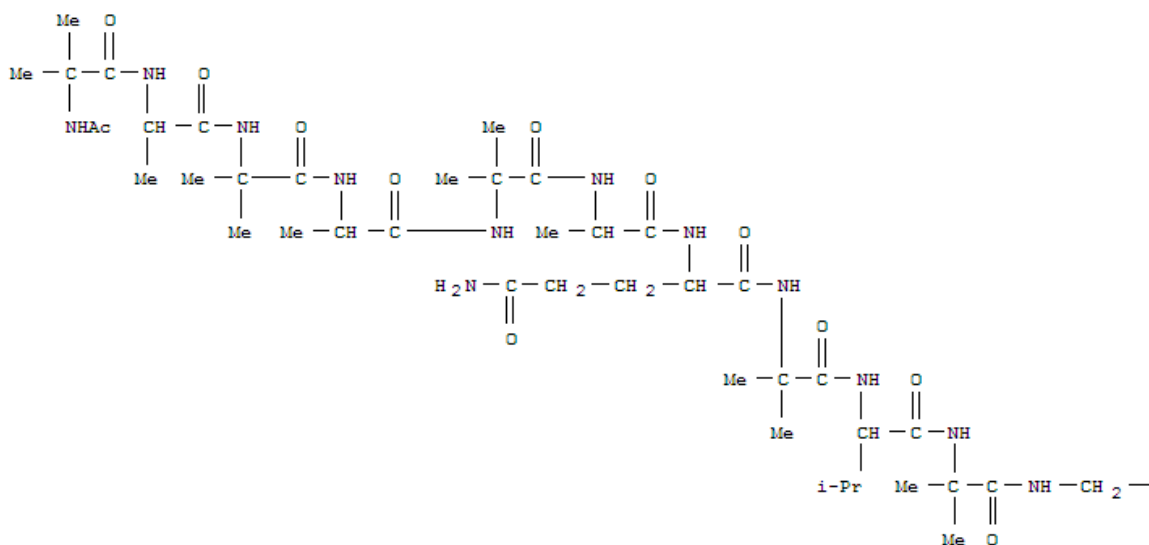 Me O
Me C C NH O
NHAc CH C NH O Me O
Me Me C C NH O Me C C NH O
Me Me CH C NH Me CH C NH O
H2N C CH2 CH2 CH C NH
O O
Me C C NH O
Me CH C NH
i-Pr Me C C NH CH2
Me O